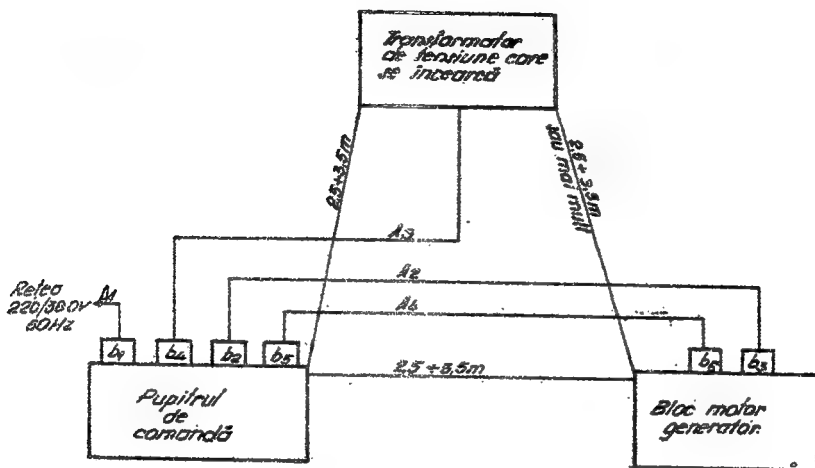 Transformator
de tensiune care
se încearcă
2,5÷3,5m
2,5÷3,5m
sau mai mult
A3
A2
A4
Retea
220/380V
50Hz
b1
b4
b2
b5
b6
b3
2,5÷3,5m
Pupitrul
de
comandă
Bloc motor
generator